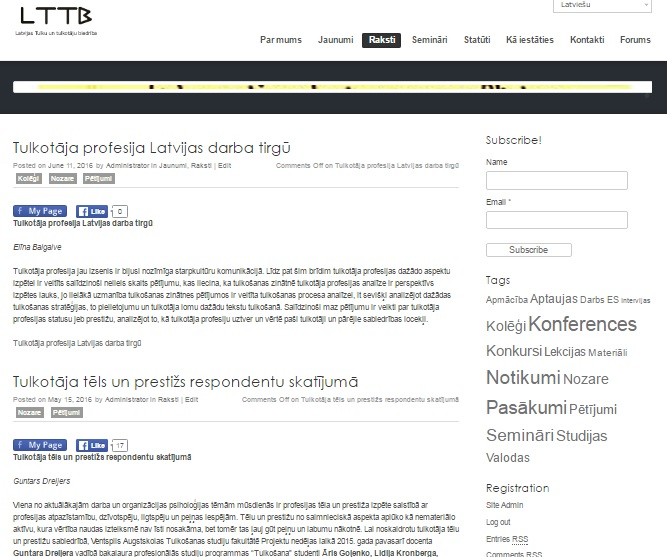 LTTB
Latvijas Tulku un tulkotāju biedrība
Latviešu
Par mums Jaunumi Raksti Semināri Statūti Kā iestāties Kontakti Forums
Tulkotāja profesija Latvijas darba tirgū
Posted on June 11, 2016 by Administrator in Jaunumi, Raksti | Edit
Comments Off on Tulkotāja profesija Latvijas darba tirgū
Kolēģi Nozare Pētījumi
f My Page f Like 0
Tulkotāja profesija Latvijas darba tirgū
Elīna Balgalve
Tulkotāja profesija jau izsenis ir bijusi nozīmīga starpkultūru komunikācijā. Līdz pat šim brīdim tulkotāja profesijas dažādo aspektu
izpētei ir veltīts salīdzinoši neliels skaits pētījumu, kas liecina, ka tulkošanas zinātnē tulkotāja profesijas analīze ir perspektīvs
izpētes lauks, jo lielākā uzmanība tulkošanas zinātnes pētījumos ir veltīta tulkošanas procesa analīzei, it sevišķi analizējot dažādas
tulkošanas stratēģijas, to pielietojumu un tulkotāja lomu dažādu tekstu tulkošanā. Salīdzinoši maz pētījumu ir veikti par tulkotāja
profesijas statusu jeb prestižu, analizējot to, kā tulkotāja profesiju uztver un vērtē paši tulkotāji un pārējie sabiedrības locekļi.
Tulkotāja profesija Latvijas darba tirgū
Tulkotāja tēls un prestižs respondentu skatījumā
Posted on May 15, 2016 by Administrator in Raksti | Edit
Comments Off on Tulkotāja tēls un prestižs respondentu skatījumā
Nozare Pētījumi
f My Page f Like 17
Tulkotāja tēls un prestižs respondentu skatījumā
Guntars Dreijers
Viena no aktuālākajām darba un organizācijas psiholoģijas tēmām mūsdienās ir profesijas tēla un prestiža izpēte saistībā ar
profesijas atpazīstamību, dzīvotspēju, ilgtspēju un peļņas iespējām. Tēlu un prestižu no saimnieciskā aspekta aplūko kā nemateriālo
aktīvu, kura vērtība naudas izteiksmē nav īsti nosakāma, bet tomēr tas ļauj gūt peļņu un labumu nākotnē. Lai noskaidrotu tulkotāja tēlu
un prestižu sabiedrībā, Ventspils Augstskolas Tulkošanas studiju fakultātē Projektu nedēļas laikā 2015. gada pavasarī docenta
Guntara Dreijera vadībā bakalaura profesionālās studiju programmas "Tulkošana" studenti Āris Gojenko, Lidija Kronberga,
Subscribe!
Name
Email *
Subscribe
Tags
Apmācība Aptaujas Darbs ES Intervijas
Kolēģi Konferences
Konkursi Lekcijas Materiāli
Notikumi Nozare
Pasākumi Pētījumi
Semināri Studijas
Valodas
Registration
Site Admin
Log out
Entries RSS
Comments RSS